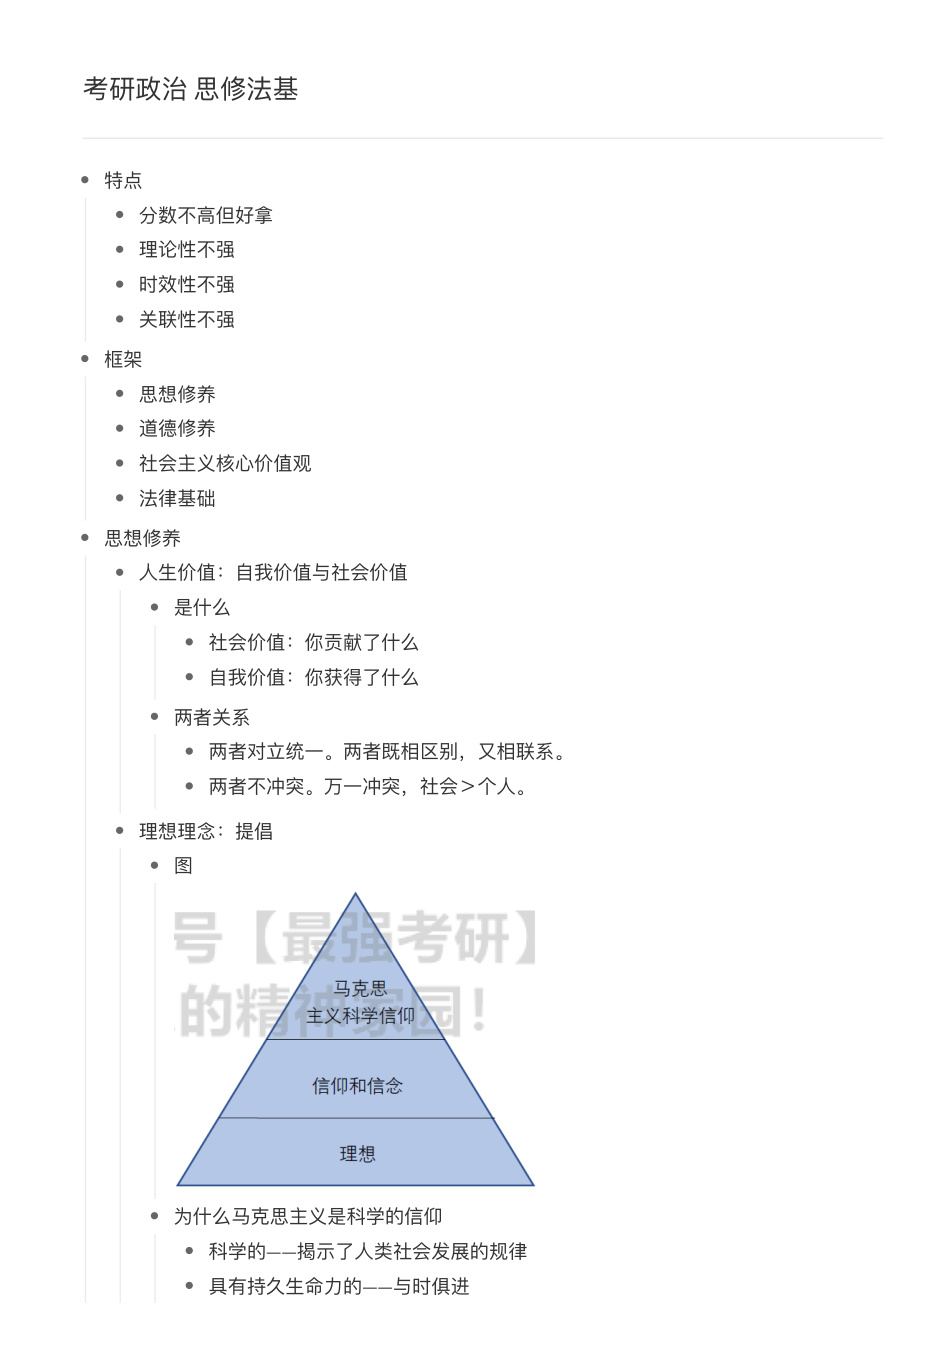 考研政治 思修法基
特点
分数不高但好拿
理论性不强
时效性不强
关联性不强
框架
思想修养
道德修养
社会主义核心价值观
法律基础
思想修养
人生价值：自我价值与社会价值
是什么
社会价值：你贡献了什么
自我价值：你获得了什么
两者关系
两者对立统一。两者既相区别，又相联系。
两者不冲突。万一冲突，社会＞个人。
理想理念：提倡
图
号【最强考研】
的精神家园！
马克思
主义科学信仰
信仰和信念
理想
为什么马克思主义是科学的信仰
科学的——揭示了人类社会发展的规律
具有持久生命力的——与时俱进